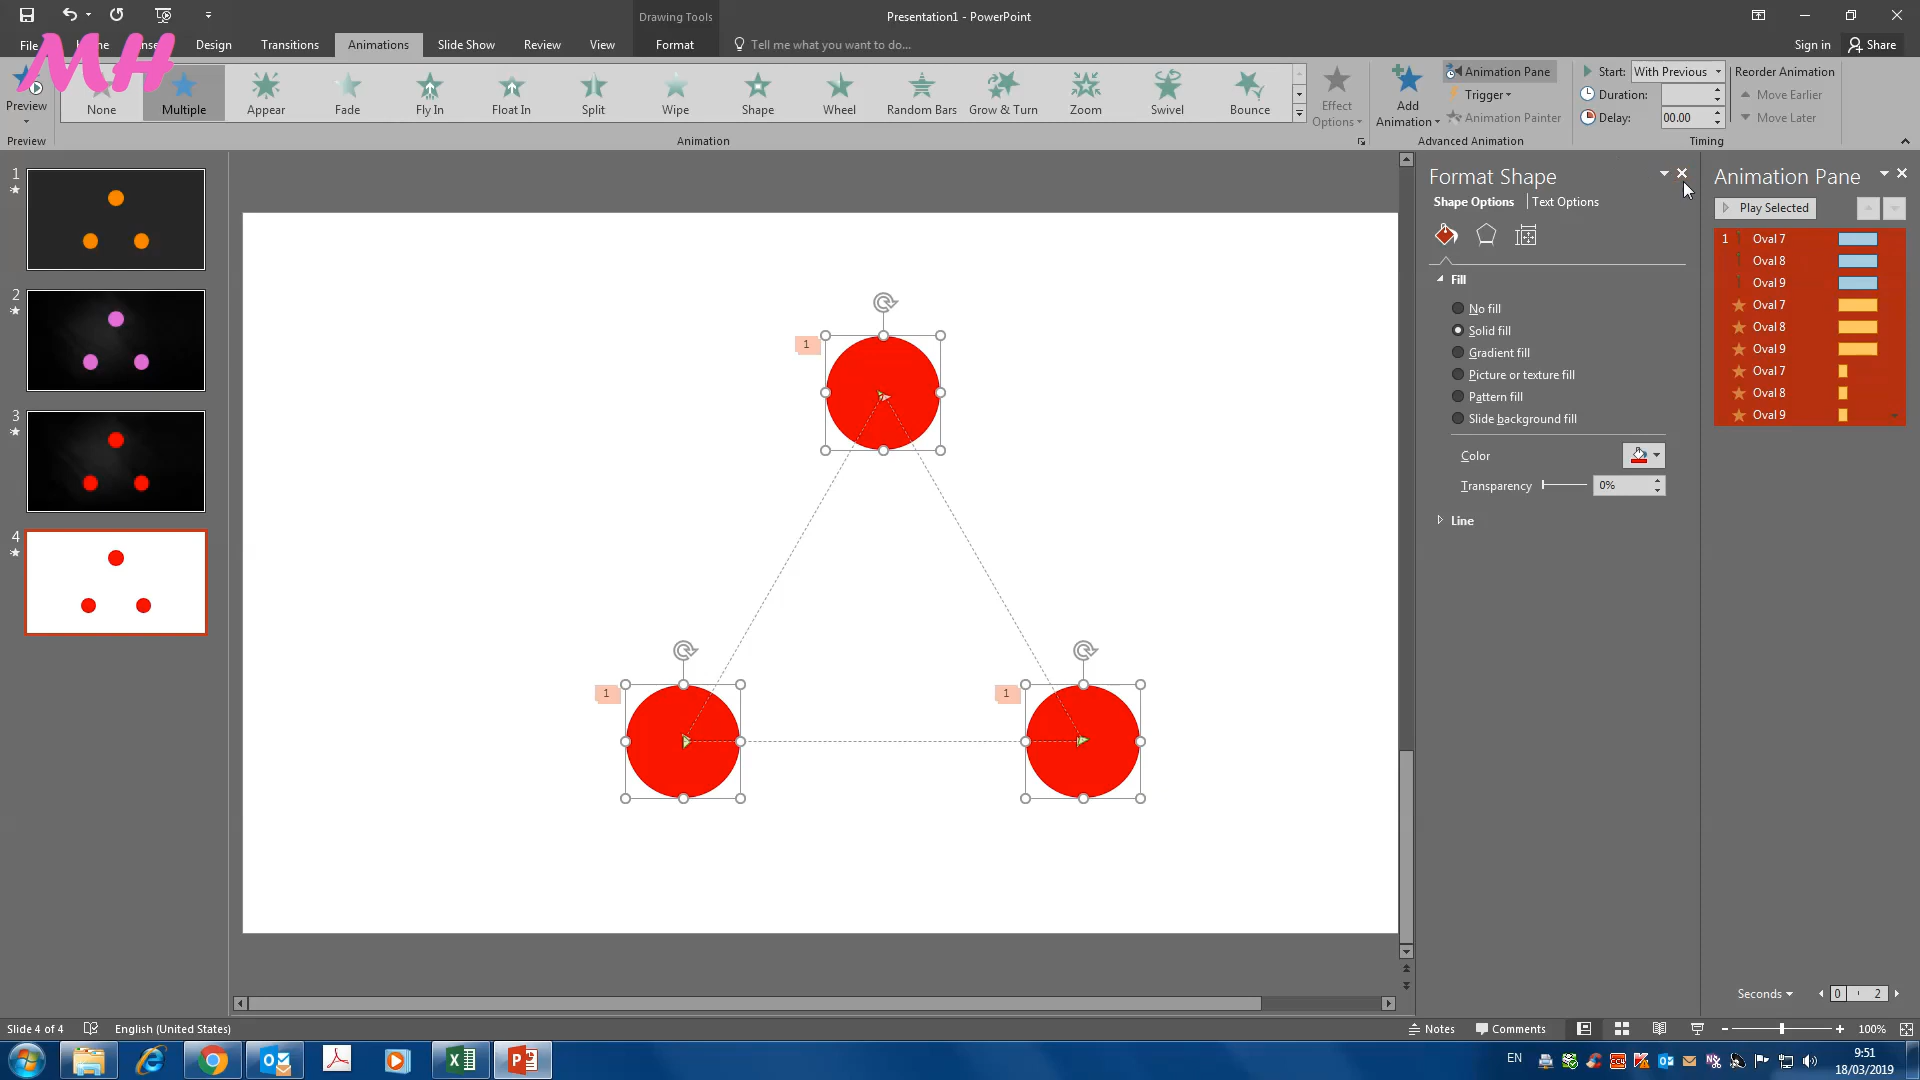 Presentation1 - PowerPoint
Drawing Tools
File
Design
Transitions
Animations
Slide Show
Review
View
Format
Tell me what you want to do...
Sign in
Share
MH
Preview
None
Multiple
Appear
Fade
Fly In
Float In
Split
Wipe
Shape
Wheel
Random Bars
Grow & Turn
Zoom
Swivel
Bounce
Effect
Options
Add
Animation
Animation Pane
Trigger
Animation Painter
Start: With Previous
Duration:
Delay: 00.00
Reorder Animation
Move Earlier
Move Later
Preview
Animation
Advanced Animation
Timing
1
2
3
4
1
1
1
Format Shape
Shape Options
Text Options
Fill
No fill
Solid fill
Gradient fill
Picture or texture fill
Pattern fill
Slide background fill
Color
Transparency 0%
Line
Animation Pane
Play Selected
1 Oval 7
Oval 8
Oval 9
Oval 7
Oval 8
Oval 9
Oval 7
Oval 8
Oval 9
Seconds 0 2
Slide 4 of 4
English (United States)
Notes
Comments
100%
EN
9:51
18/03/2019